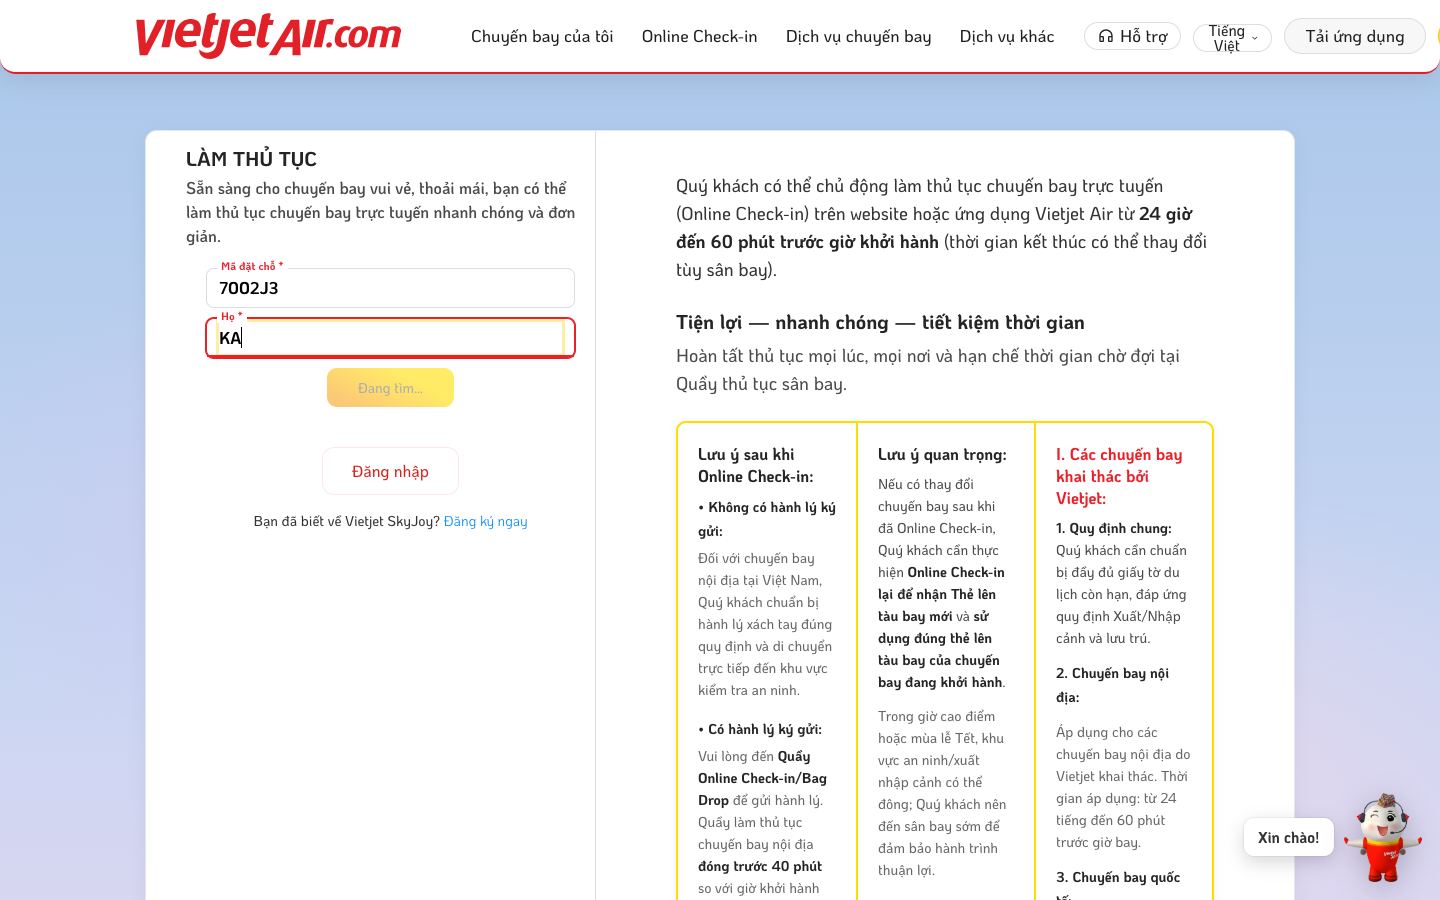 vietjetAir.com
Chuyến bay của tôi
Online Check-in
Dịch vụ chuyến bay
Dịch vụ khác
Hỗ trợ
Tiếng
Việt
Tải ứng dụng
LÀM THỦ TỤC
Sẵn sàng cho chuyến bay vui vẻ, thoải mái, bạn có thể
làm thủ tục chuyến bay trực tuyến nhanh chóng và đơn
giản.
Mã đặt chỗ *
7002J3
Họ *
KA
Đang tìm...
Đăng nhập
Bạn đã biết về Vietjet SkyJoy? Đăng ký ngay
Quý khách có thể chủ động làm thủ tục chuyến bay trực tuyến
(Online Check-in) trên website hoặc ứng dụng Vietjet Air từ 24 giờ
đến 60 phút trước giờ khởi hành (thời gian kết thúc có thể thay đổi
tùy sân bay).
Tiện lợi — nhanh chóng — tiết kiệm thời gian
Hoàn tất thủ tục mọi lúc, mọi nơi và hạn chế thời gian chờ đợi tại
Quầy thủ tục sân bay.
Lưu ý sau khi
Online Check-in:
• Không có hành lý ký
gửi:
Đối với chuyến bay
nội địa tại Việt Nam,
Quý khách chuẩn bị
hành lý xách tay đúng
quy định và di chuyển
trực tiếp đến khu vực
kiểm tra an ninh.
• Có hành lý ký gửi:
Vui lòng đến Quầy
Online Check-in/Bag
Drop để gửi hành lý.
Quầy làm thủ tục
chuyến bay nội địa
đóng trước 40 phút
so với giờ khởi hành
Lưu ý quan trọng:
Nếu có thay đổi
chuyến bay sau khi
đã Online Check-in,
Quý khách cần thực
hiện Online Check-in
lại để nhận Thẻ lên
tàu bay mới và sử
dụng đúng thẻ lên
tàu bay của chuyến
bay đang khởi hành.
Trong giờ cao điểm
hoặc mùa lễ Tết, khu
vực an ninh/xuất
nhập cảnh có thể
đông; Quý khách nên
đến sân bay sớm để
đảm bảo hành trình
thuận lợi.
I. Các chuyến bay
khai thác bởi
Vietjet:
1. Quy định chung:
Quý khách cần chuẩn
bị đầy đủ giấy tờ du
lịch còn hạn, đáp ứng
quy định Xuất/Nhập
cảnh và lưu trú.
2. Chuyến bay nội
địa:
Áp dụng cho các
chuyến bay nội địa do
Vietjet khai thác. Thời
gian áp dụng: từ 24
tiếng đến 60 phút
trước giờ bay.
3. Chuyến bay quốc
tế:
Xin chào!